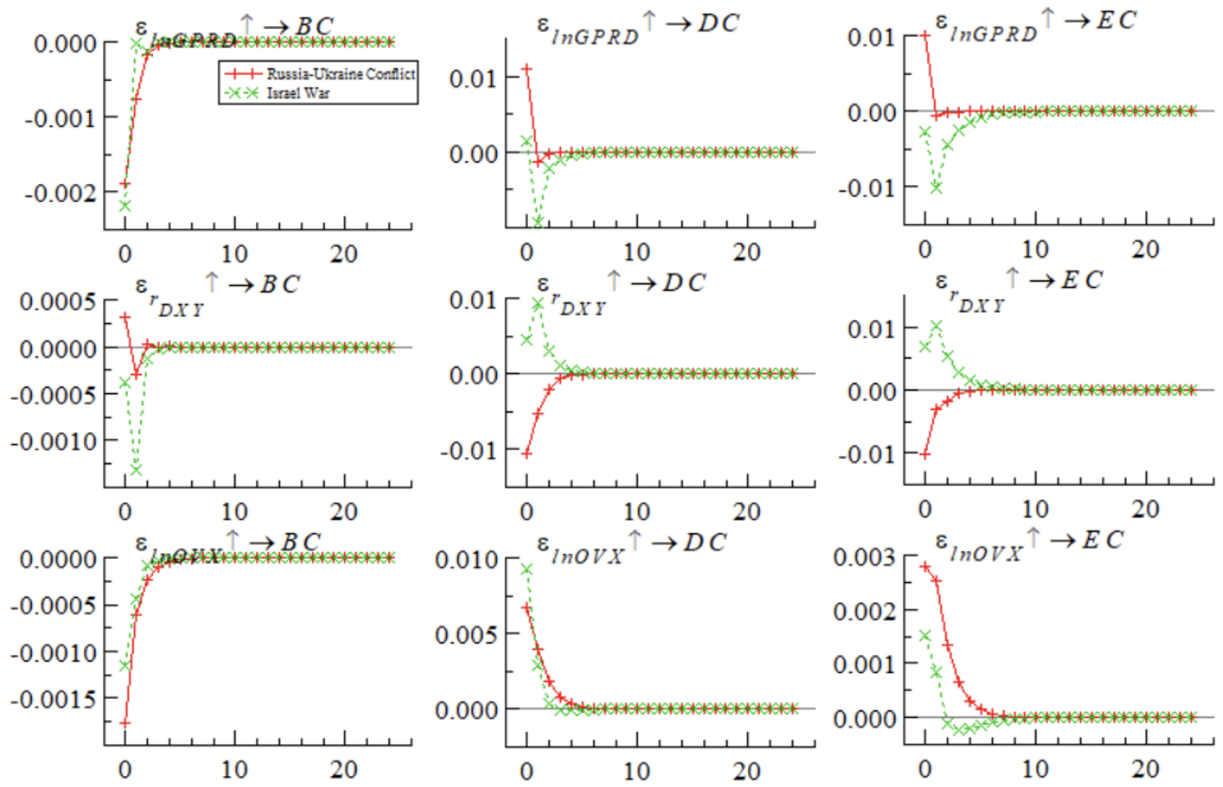 ε lnGPRD ↑ → BC
0.000
-0.001
-0.002
0 10 20
Russia-Ukraine Conflict
Israel War
ε lnGPRD ↑ → DC
0.01
0.00
0 10 20
ε lnGPRD ↑ → EC
0.01
0.00
-0.01
0 10 20
ε r DXY ↑ → BC
0.0005
0.0000
-0.0005
-0.0010
0 10 20
ε r DXY ↑ → DC
0.01
0.00
-0.01
0 10 20
ε r DXY ↑ → EC
0.01
0.00
-0.01
0 10 20
ε lnOVX ↑ → BC
0.0000
-0.0005
-0.0010
-0.0015
0 10 20
ε lnOVX ↑ → DC
0.010
0.005
0.000
0 10 20
ε lnOVX ↑ → EC
0.003
0.002
0.001
0.000
0 10 20